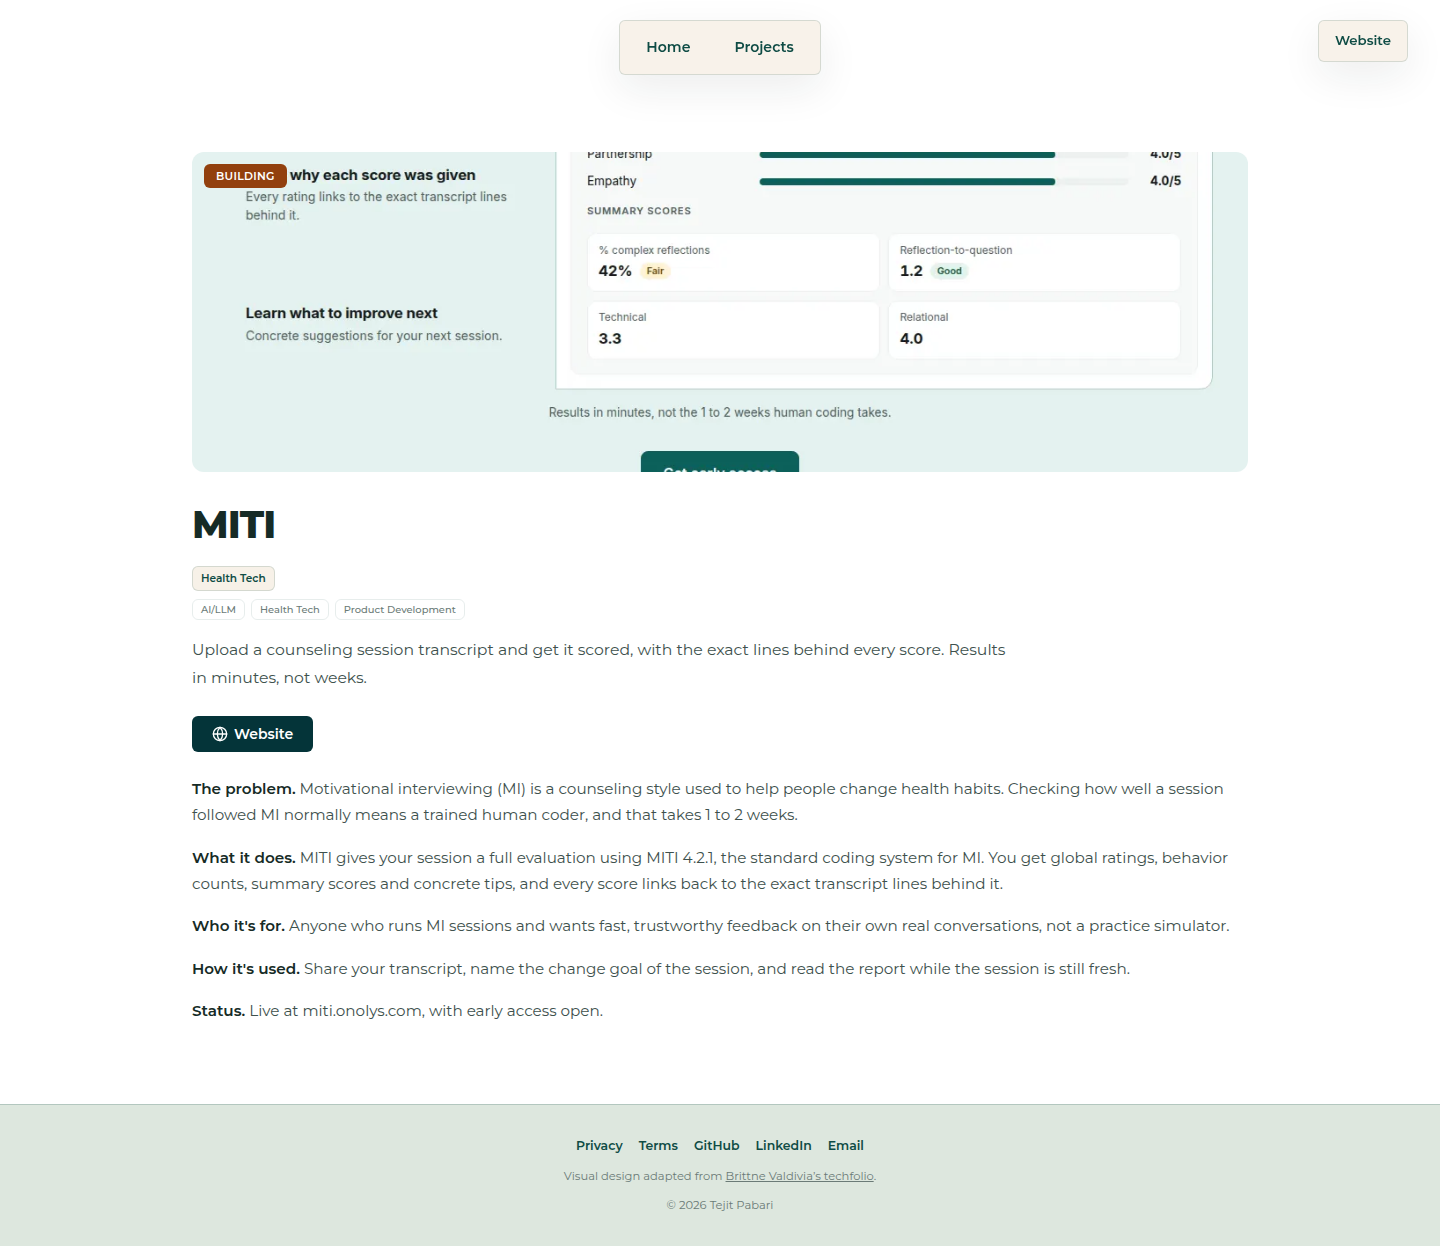 Home
Projects
Website
BUILDING
why each score was given
Every rating links to the exact transcript lines
behind it.
Learn what to improve next
Concrete suggestions for your next session.
Partnership
4.0/5
Empathy
4.0/5
SUMMARY SCORES
% complex reflections
42% Fair
Reflection-to-question
1.2 Good
Technical
3.3
Relational
4.0
Results in minutes, not the 1 to 2 weeks human coding takes.
Get early access
MITI
Health Tech
AI/LLM
Health Tech
Product Development
Upload a counseling session transcript and get it scored, with the exact lines behind every score. Results
in minutes, not weeks.
Website
The problem. Motivational interviewing (MI) is a counseling style used to help people change health habits. Checking how well a session
followed MI normally means a trained human coder, and that takes 1 to 2 weeks.
What it does. MITI gives your session a full evaluation using MITI 4.2.1, the standard coding system for MI. You get global ratings, behavior
counts, summary scores and concrete tips, and every score links back to the exact transcript lines behind it.
Who it's for. Anyone who runs MI sessions and wants fast, trustworthy feedback on their own real conversations, not a practice simulator.
How it's used. Share your transcript, name the change goal of the session, and read the report while the session is still fresh.
Status. Live at miti.onolys.com, with early access open.
Privacy
Terms
GitHub
LinkedIn
Email
Visual design adapted from Brittne Valdivia's techfolio.
© 2026 Tejit Pabari